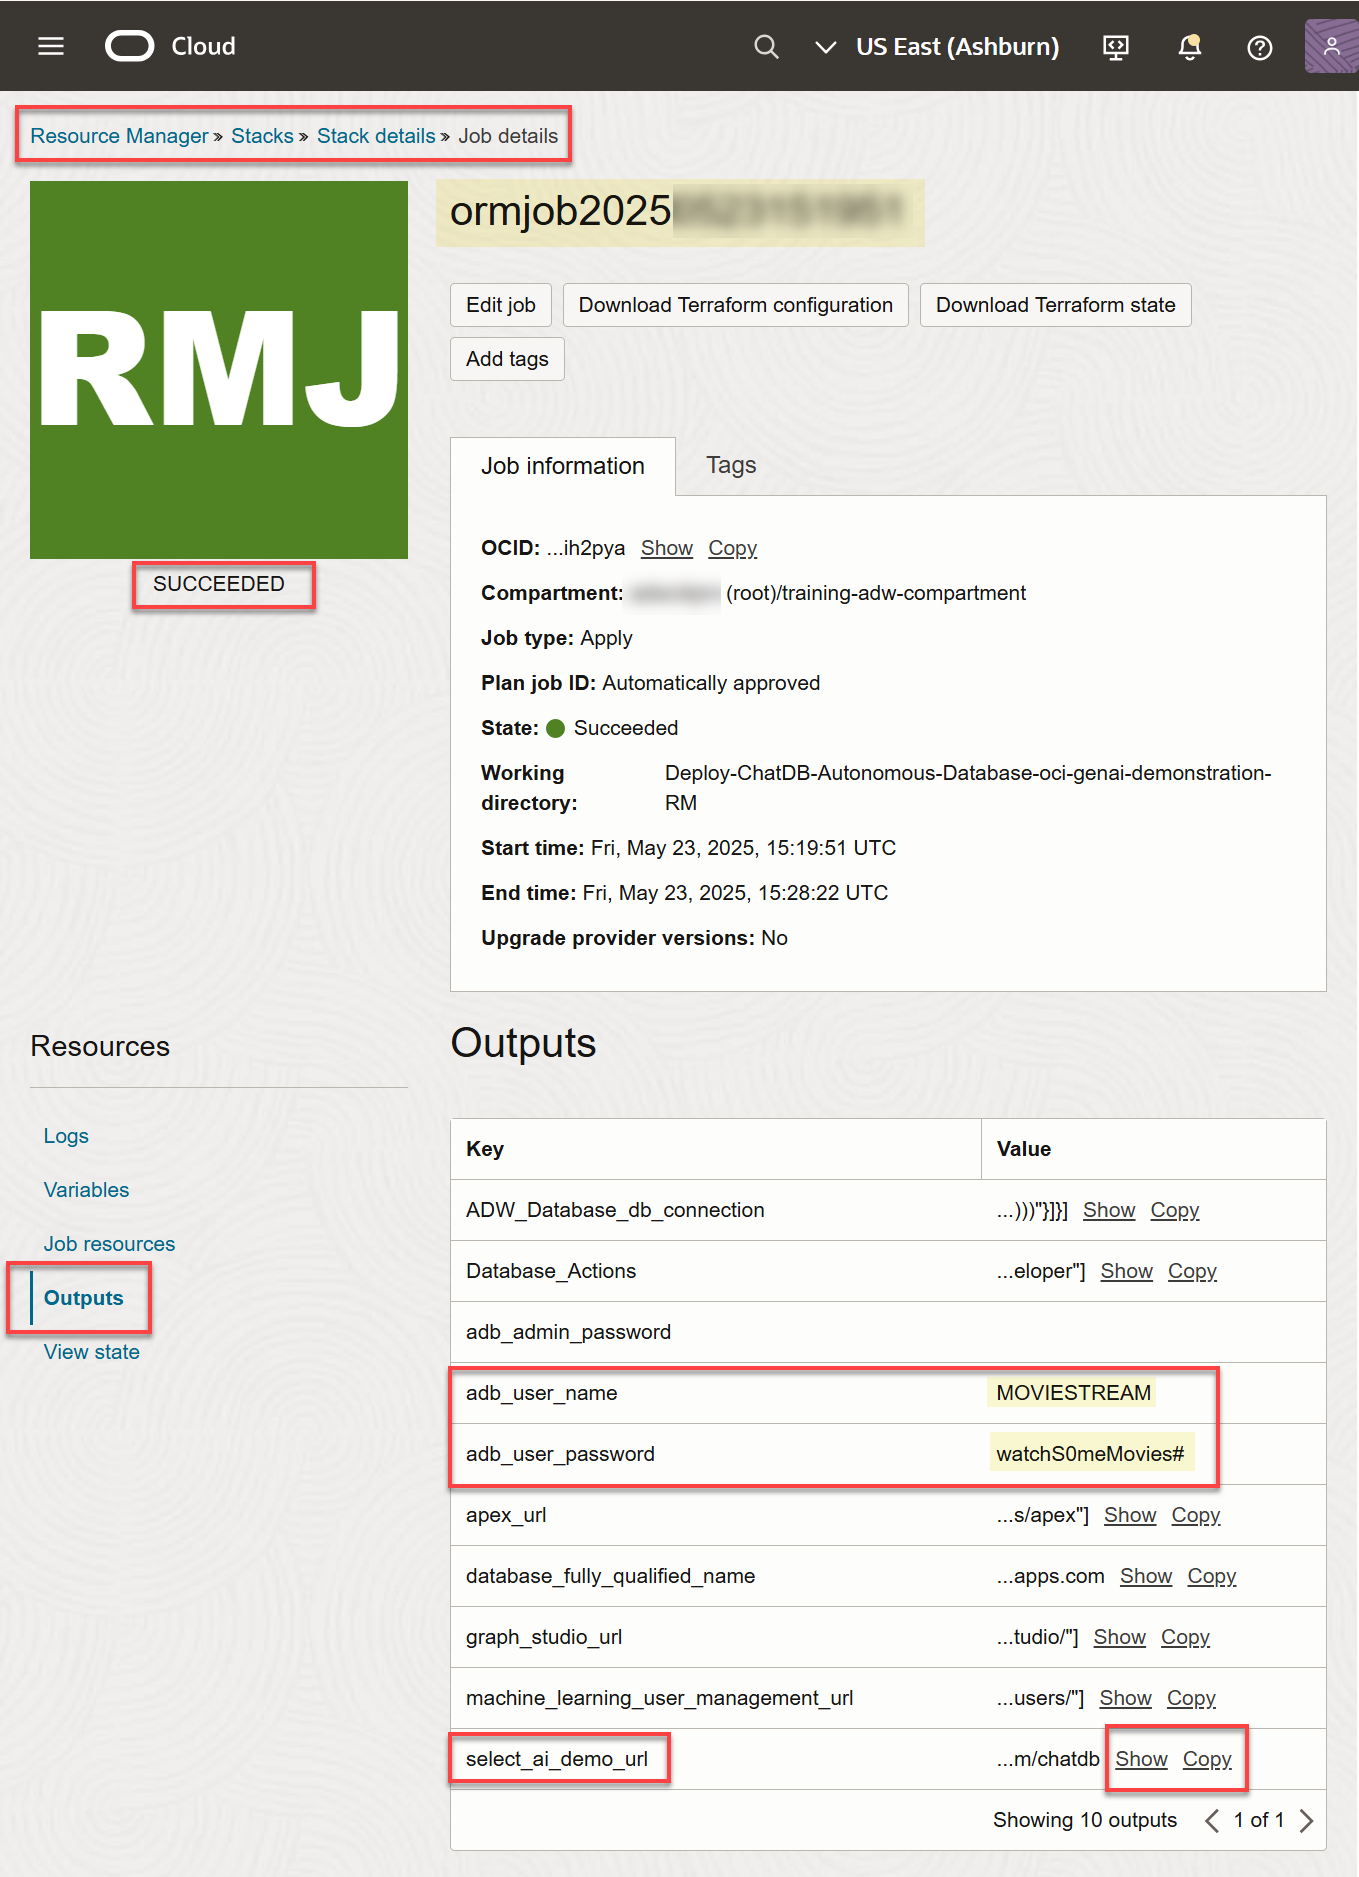 Cloud
US East (Ashburn)
Resource Manager » Stacks » Stack details » Job details
RMJ
SUCCEEDED
ormjob2025
Edit job
Download Terraform configuration
Download Terraform state
Add tags
Job information
Tags
OCID: ...ih2pya Show Copy
Compartment: (root)/training-adw-compartment
Job type: Apply
Plan job ID: Automatically approved
State: Succeeded
Working Deploy-ChatDB-Autonomous-Database-oci-genai-demonstration-
directory: RM
Start time: Fri, May 23, 2025, 15:19:51 UTC
End time: Fri, May 23, 2025, 15:28:22 UTC
Upgrade provider versions: No
Resources
Logs
Variables
Job resources
Outputs
View state
Outputs
Key Value
ADW_Database_db_connection ...)))"}]}] Show Copy
Database_Actions ...eloper"] Show Copy
adb_admin_password
adb_user_name MOVIESTREAM
adb_user_password watchS0meMovies#
apex_url ...s/apex"] Show Copy
database_fully_qualified_name ...apps.com Show Copy
graph_studio_url ...tudio/"] Show Copy
machine_learning_user_management_url ...users/"] Show Copy
select_ai_demo_url ...m/chatdb Show Copy
Showing 10 outputs 1 of 1